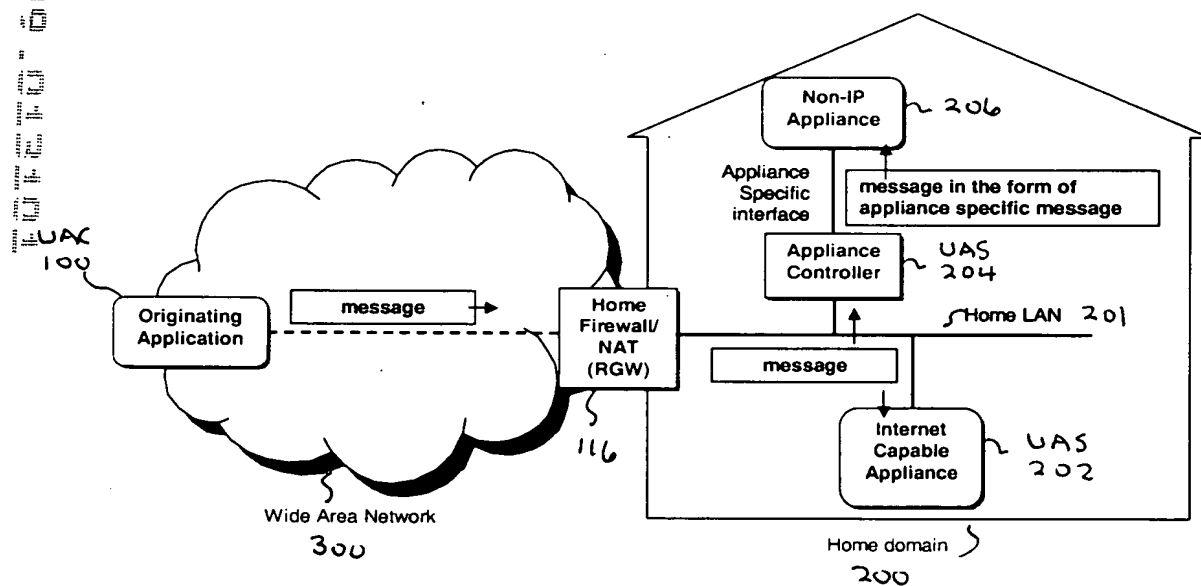 Non-IP
Appliance
206
Appliance
Specific
interface
message in the form of
appliance specific message
UAC
100
Originating
Application
message
Home
Firewall/
NAT
(RGW)
116
Appliance
Controller
UAS
204
Home LAN 201
message
Internet
Capable
Appliance
UAS
202
Wide Area Network
300
Home domain
200